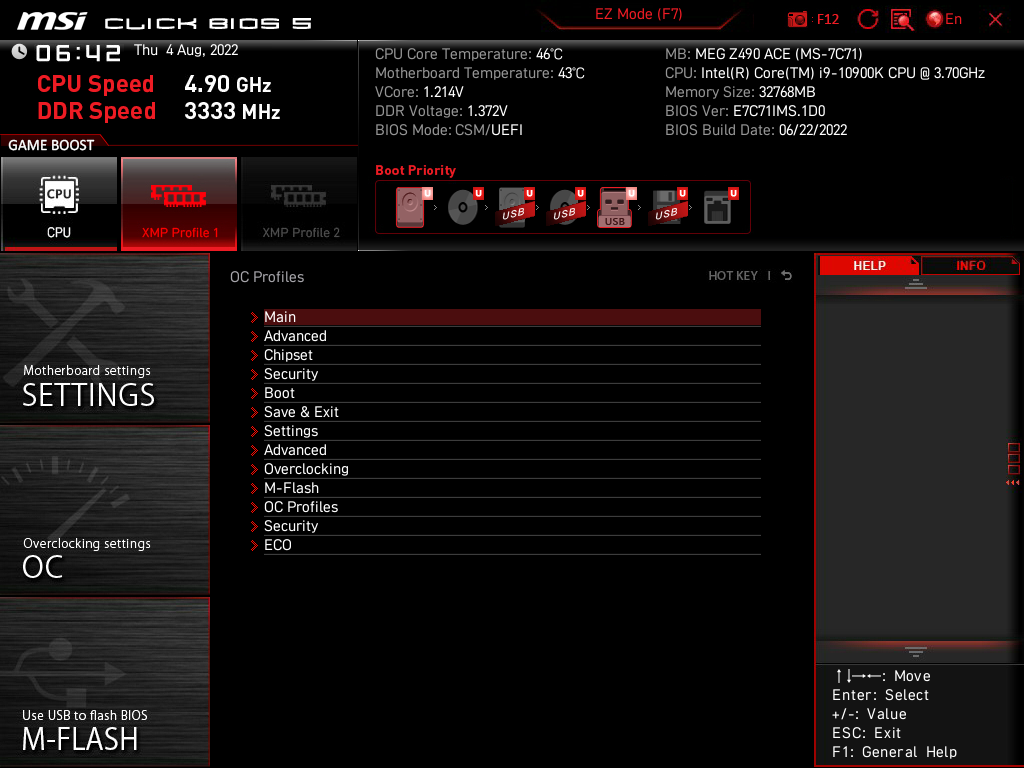 msi CLICK BIOS 5
EZ Mode (F7)
: F12
En
06:42 Thu 4 Aug, 2022
CPU Speed 4.90 GHz
DDR Speed 3333 MHz
CPU Core Temperature: 46°C
Motherboard Temperature: 43°C
VCore: 1.214V
DDR Voltage: 1.372V
BIOS Mode: CSM/UEFI
MB: MEG Z490 ACE (MS-7C71)
CPU: Intel(R) Core(TM) i9-10900K CPU @ 3.70GHz
Memory Size: 32768MB
BIOS Ver: E7C71IMS.1D0
BIOS Build Date: 06/22/2022
GAME BOOST
CPU
CPU
XMP Profile 1
XMP Profile 2
Boot Priority
U U U U U U U
USB USB USB USB
Motherboard settings
SETTINGS
Overclocking settings
OC
Use USB to flash BIOS
M-FLASH
OC Profiles
HOT KEY |
Main
Advanced
Chipset
Security
Boot
Save & Exit
Settings
Advanced
Overclocking
M-Flash
OC Profiles
Security
ECO
HELP
INFO
↑↓→←: Move
Enter: Select
+/-: Value
ESC: Exit
F1: General Help